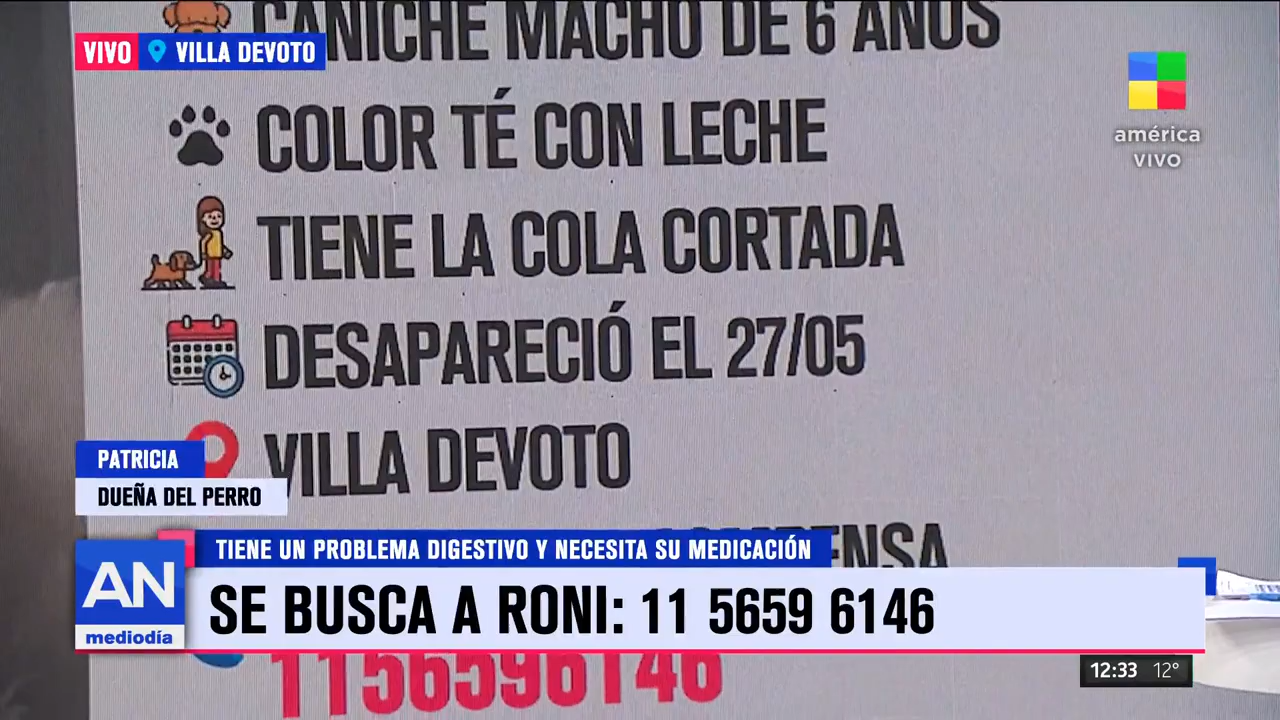 CANICHE MACHO DE 6 AÑOS
VIVO VILLA DEVOTO
américa
VIVO
COLOR TÉ CON LECHE
TIENE LA COLA CORTADA
DESAPARECIÓ EL 27/05
VILLA DEVOTO
PATRICIA
DUEÑA DEL PERRO
TIENE UN PROBLEMA DIGESTIVO Y NECESITA SU MEDICACIÓN
AN
mediodía
SE BUSCA A RONI: 11 5659 6146
1156596146
12:33 12°